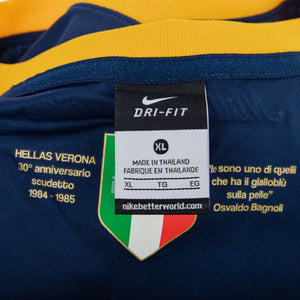 DRI-FIT
XL
MADE IN THAILAND
FABRIQUE EN THAILANDE
XL TG EG
nikebetterworld.com
HELLAS VERONA
30° anniversario
scudetto
1984 - 1985
sono uno di quelli
che ha il gialloblù
sulla pelle"
Osvaldo Bagnoli